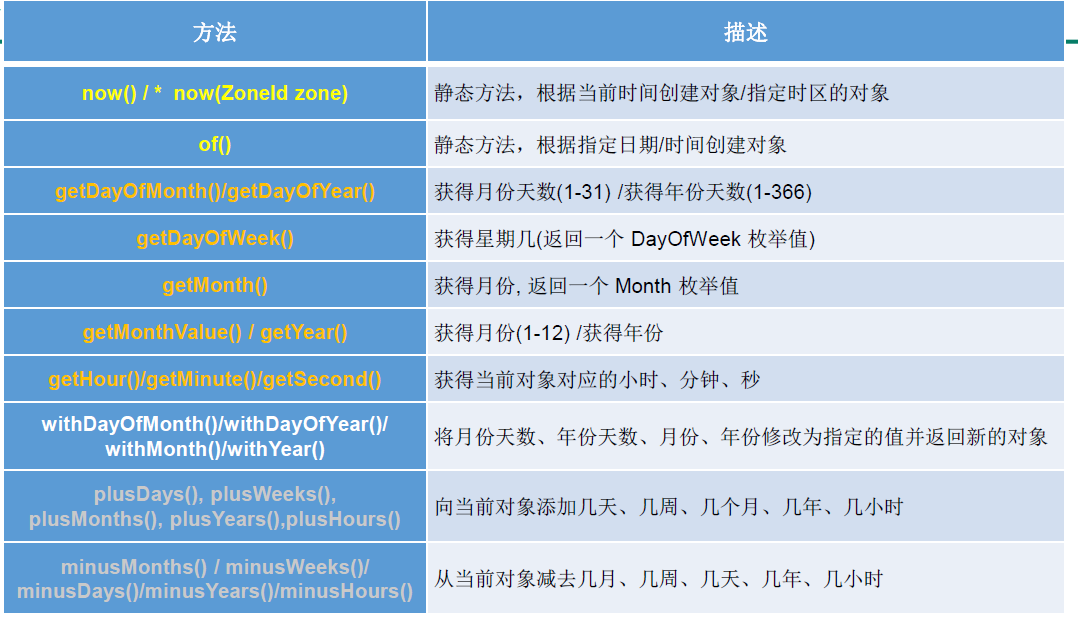 方法
描述
now() / *  now(ZoneId zone)
静态方法，根据当前时间创建对象/指定时区的对象
of()
静态方法，根据指定日期/时间创建对象
getDayOfMonth()/getDayOfYear()
获得月份天数(1-31) /获得年份天数(1-366)
getDayOfWeek()
获得星期几(返回一个 DayOfWeek 枚举值)
getMonth()
获得月份, 返回一个 Month 枚举值
getMonthValue() / getYear()
获得月份(1-12) /获得年份
getHour()/getMinute()/getSecond()
获得当前对象对应的小时、分钟、秒
withDayOfMonth()/withDayOfYear()/
withMonth()/withYear()
将月份天数、年份天数、月份、年份修改为指定的值并返回新的对象
plusDays(), plusWeeks(),
plusMonths(), plusYears(),plusHours()
向当前对象添加几天、几周、几个月、几年、几小时
minusMonths() / minusWeeks()/
minusDays()/minusYears()/minusHours()
从当前对象减去几月、几周、几天、几年、几小时